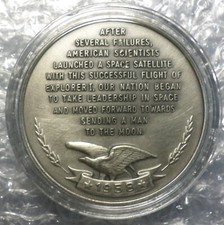 AFTER
SEVERAL FAILURES,
AMERICAN SCIENTISTS
LAUNCHED A SPACE SATELLITE
WITH THIS SUCCESSFUL FLIGHT OF
EXPLORER I, OUR NATION BEGAN
TO TAKE LEADERSHIP IN SPACE
AND MOVED FORWARD TOWARDS
SENDING A MAN
TO THE MOON
1958